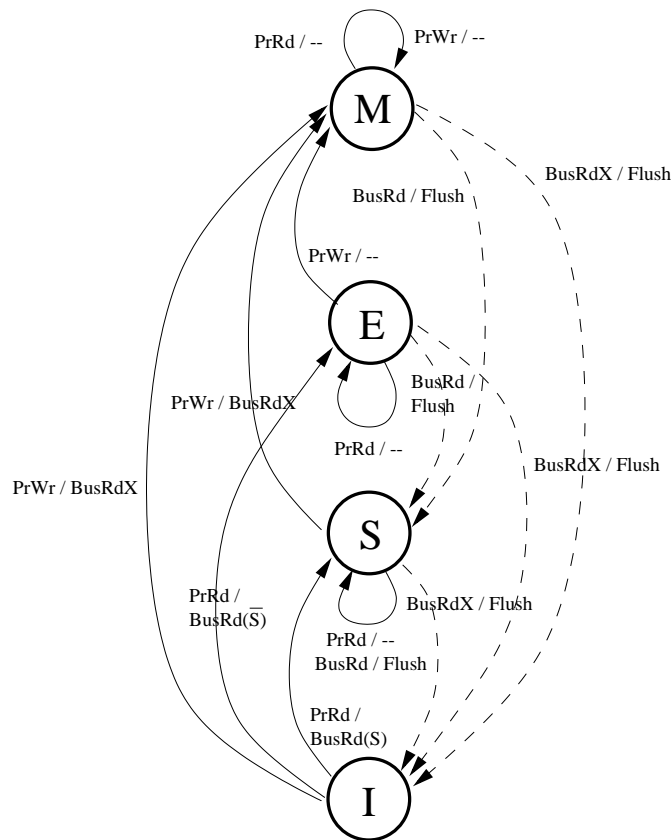 PrRd / --
PrWr / --
M
BusRdX / Flush
BusRd / Flush
PrWr / --
E
BusRd /
Flush
PrWr / BusRdX
PrRd / --
BusRdX / Flush
PrWr / BusRdX
S
PrRd /
BusRd(S̅)
BusRdX / Flush
PrRd / --
BusRd / Flush
PrRd /
BusRd(S)
I